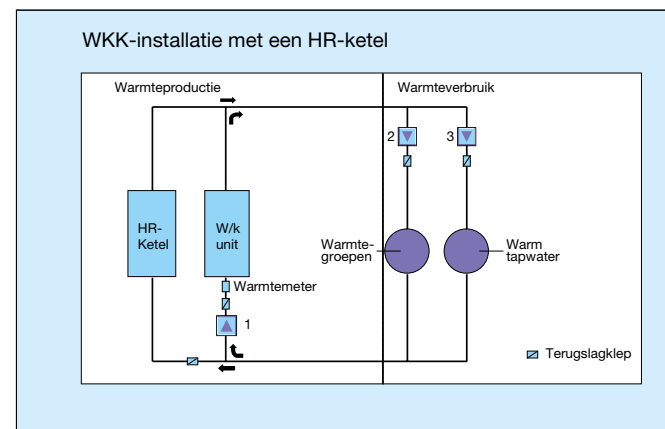 WKK-installatie met een HR-ketel
Warmteproductie
Warmteverbruik
2
3
HR-
Ketel
W/k
unit
Warmte-
groepen
Warm
tapwater
Warmtemeter
1
Terugslagklep